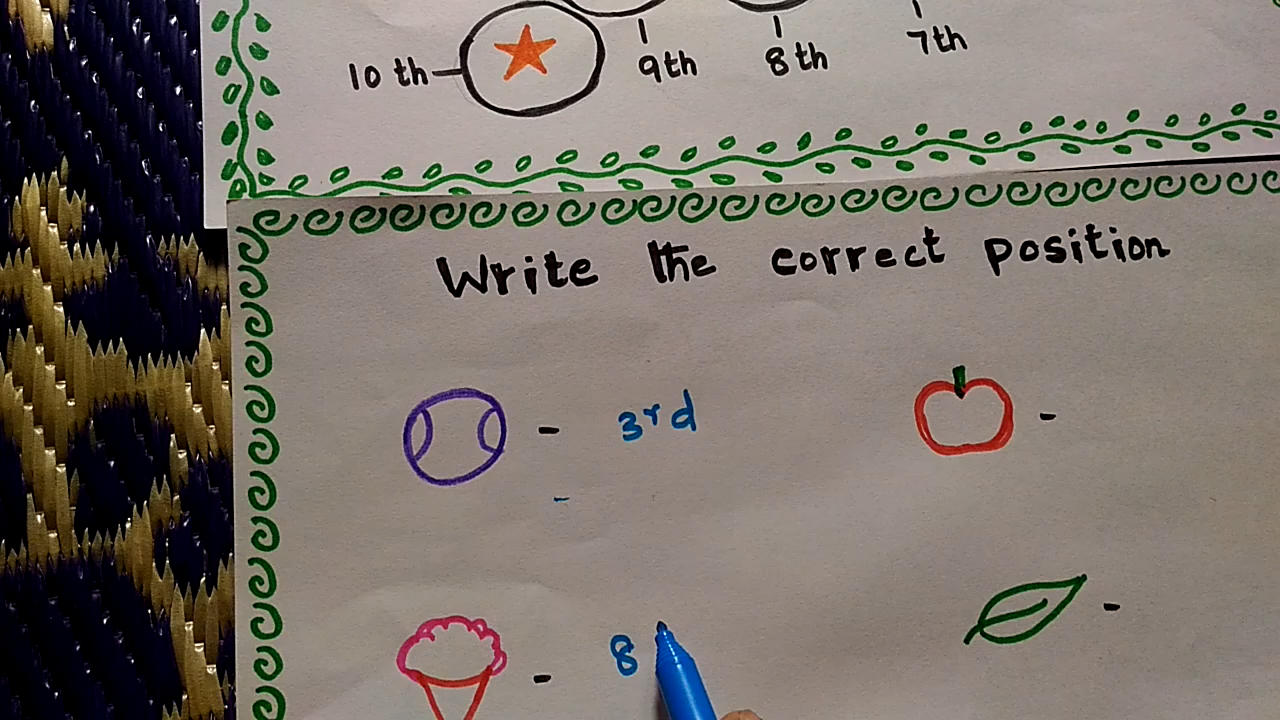 10 th 9th 8th 7th
Write the correct position
- 3rd -
-
- 8 -